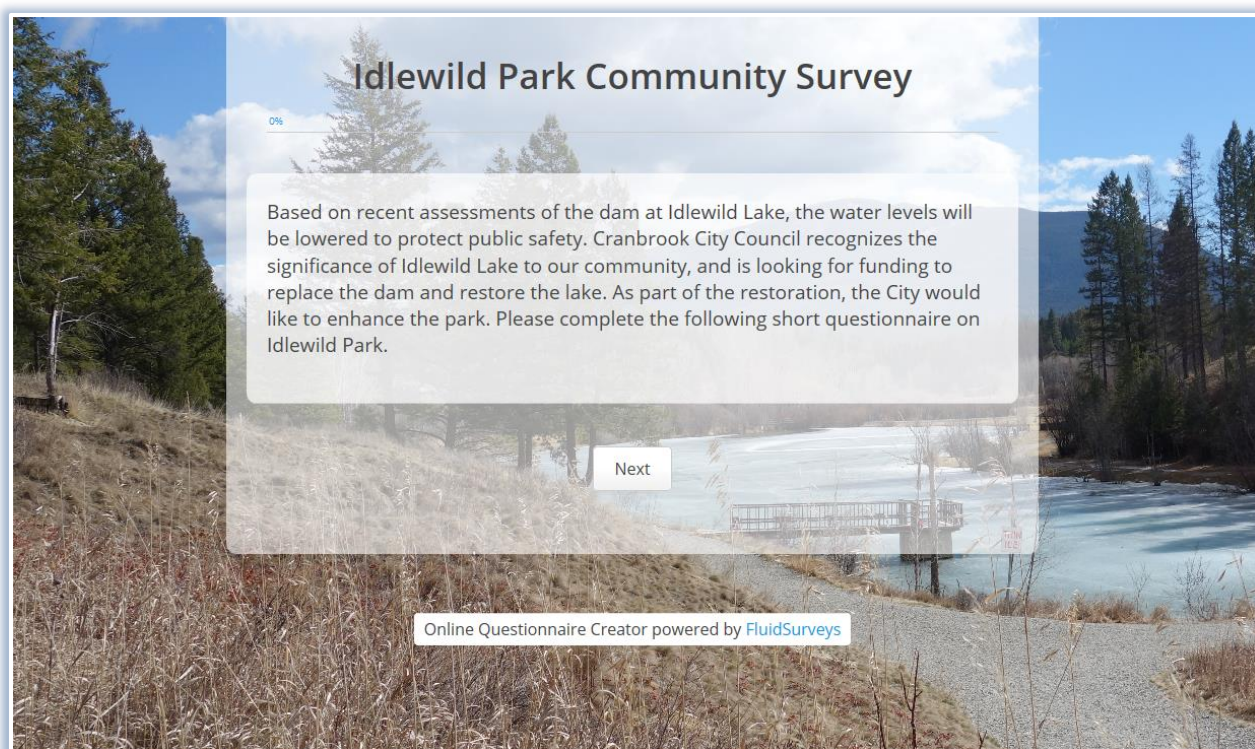 Idlewild Park Community Survey
0%
Based on recent assessments of the dam at Idlewild Lake, the water levels will
be lowered to protect public safety. Cranbrook City Council recognizes the
significance of Idlewild Lake to our community, and is looking for funding to
replace the dam and restore the lake. As part of the restoration, the City would
like to enhance the park. Please complete the following short questionnaire on
Idlewild Park.
Next
Online Questionnaire Creator powered by FluidSurveys